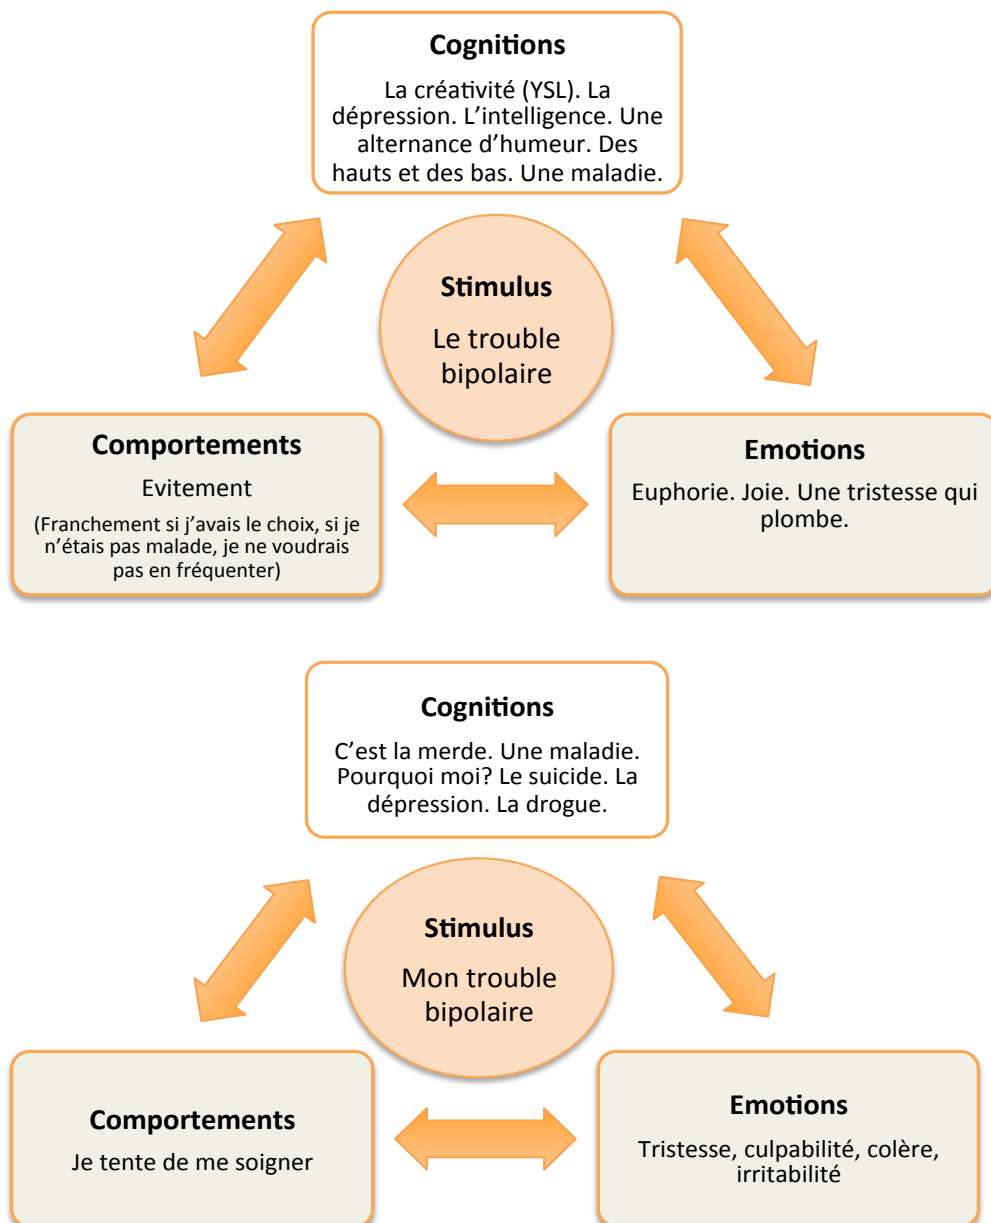 Cognitions
La créativité (YSL). La
dépression. L'intelligence. Une
alternance d'humeur. Des
hauts et des bas. Une maladie.
Stimulus
Le trouble
bipolaire
Comportements
Evitement
(Franchement si j'avais le choix, si je
n'étais pas malade, je ne voudrais
pas en fréquenter)
Emotions
Euphorie. Joie. Une tristesse qui
plombe.
Cognitions
C'est la merde. Une maladie.
Pourquoi moi? Le suicide. La
dépression. La drogue.
Stimulus
Mon trouble
bipolaire
Comportements
Je tente de me soigner
Emotions
Tristesse, culpabilité, colère,
irritabilité